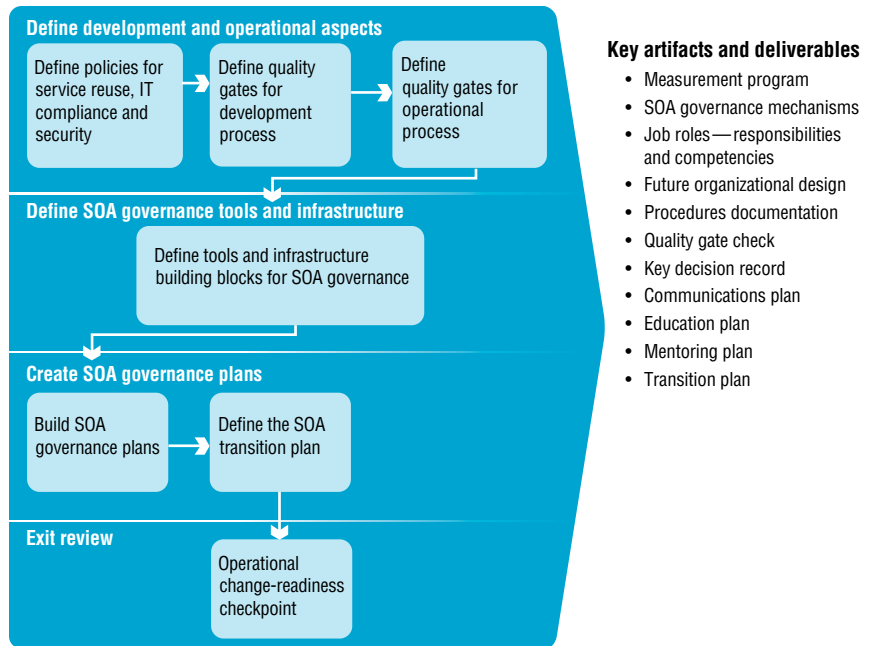 Define development and operational aspects
Define policies for
service reuse, IT
compliance and
security
Define quality
gates for
development
process
Define
quality gates for
operational
process
Define SOA governance tools and infrastructure
Define tools and infrastructure
building blocks for SOA governance
Create SOA governance plans
Build SOA
governance plans
Define the SOA
transition plan
Exit review
Operational
change-readiness
checkpoint
Key artifacts and deliverables
• Measurement program
• SOA governance mechanisms
• Job roles—responsibilities
and competencies
• Future organizational design
• Procedures documentation
• Quality gate check
• Key decision record
• Communications plan
• Education plan
• Mentoring plan
• Transition plan